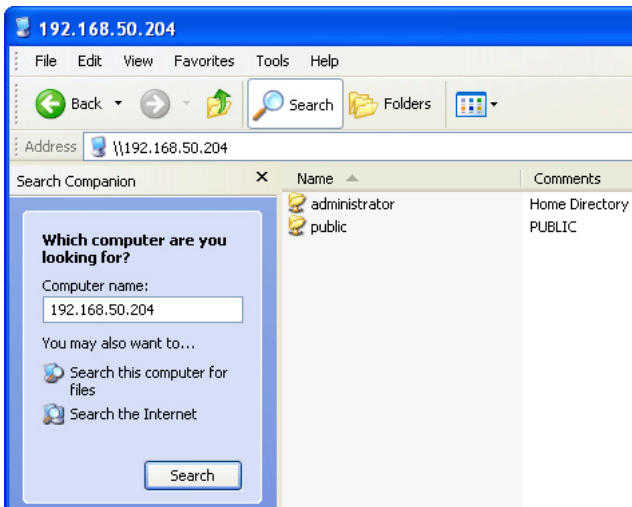 192.168.50.204
File Edit View Favorites Tools Help
Back Search Folders
Address \\192.168.50.204
Search Companion
Name Comments
administrator Home Directory
public PUBLIC
Which computer are you
looking for?
Computer name:
192.168.50.204
You may also want to...
Search this computer for
files
Search the Internet
Search